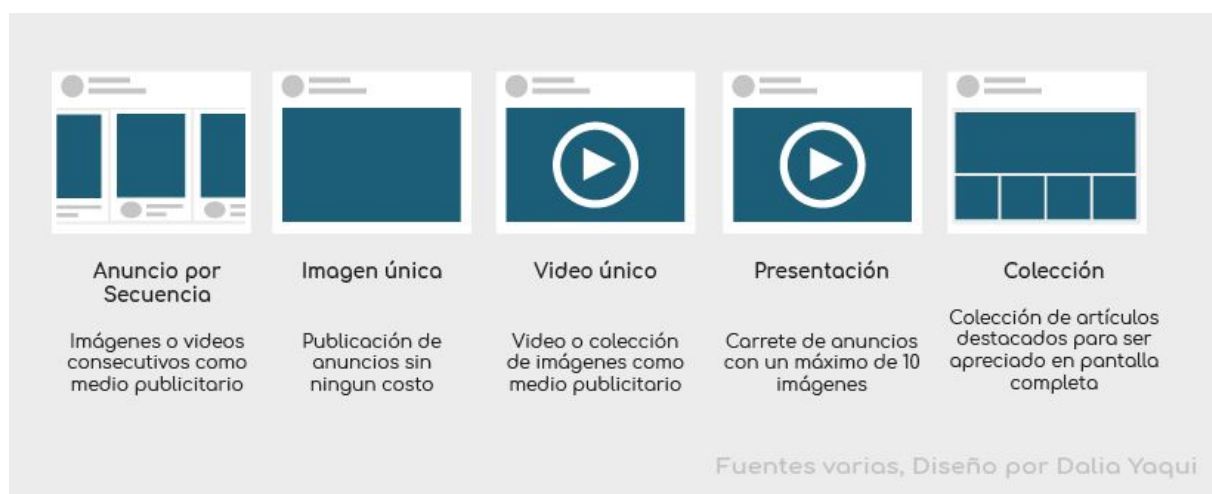 Anuncio por
Secuencia
Imágenes o videos
consecutivos como
medio publicitario
Imagen única
Publicación de
anuncios sin
ningun costo
Video único
Video o colección
de imágenes como
medio publicitario
Presentación
Carrete de anuncios
con un máximo de 10
imágenes
Colección
Colección de artículos
destacados para ser
apreciado en pantalla
completa
Fuentes varias, Diseño por Dalia Yaqui